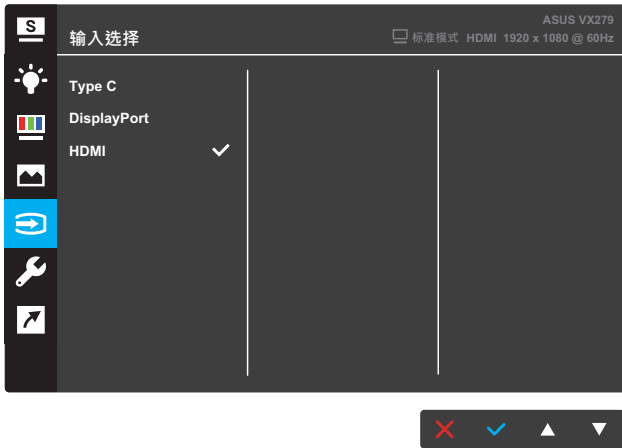 S
ASUS VX279
输入选择
标准模式 HDMI 1920 x 1080 @ 60Hz
Type C
DisplayPort
HDMI